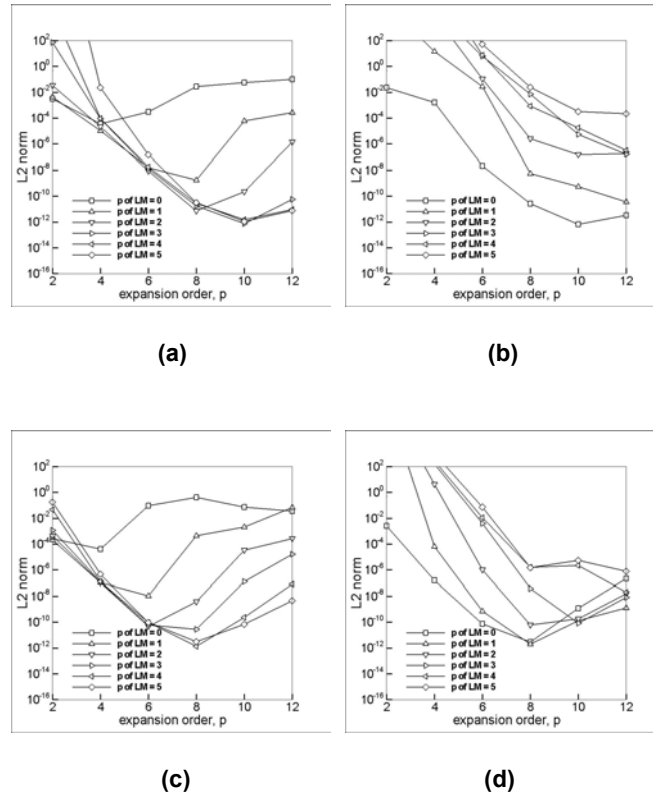 10²
10⁰
10⁻²
10⁻⁴
10⁻⁶
10⁻⁸
10⁻¹⁰
10⁻¹²
10⁻¹⁴
10⁻¹⁶
L2 norm
p of LM = 0
p of LM = 1
p of LM = 2
p of LM = 3
p of LM = 4
p of LM = 5
2 4 6 8 10 12
expansion order, p
(a)
10²
10⁰
10⁻²
10⁻⁴
10⁻⁶
10⁻⁸
10⁻¹⁰
10⁻¹²
10⁻¹⁴
10⁻¹⁶
L2 norm
p of LM = 0
p of LM = 1
p of LM = 2
p of LM = 3
p of LM = 4
p of LM = 5
2 4 6 8 10 12
expansion order, p
(b)
10²
10⁰
10⁻²
10⁻⁴
10⁻⁶
10⁻⁸
10⁻¹⁰
10⁻¹²
10⁻¹⁴
10⁻¹⁶
L2 norm
p of LM = 0
p of LM = 1
p of LM = 2
p of LM = 3
p of LM = 4
p of LM = 5
2 4 6 8 10 12
expansion order, p
(c)
10²
10⁰
10⁻²
10⁻⁴
10⁻⁶
10⁻⁸
10⁻¹⁰
10⁻¹²
10⁻¹⁴
10⁻¹⁶
L2 norm
p of LM = 0
p of LM = 1
p of LM = 2
p of LM = 3
p of LM = 4
p of LM = 5
2 4 6 8 10 12
expansion order, p
(d)